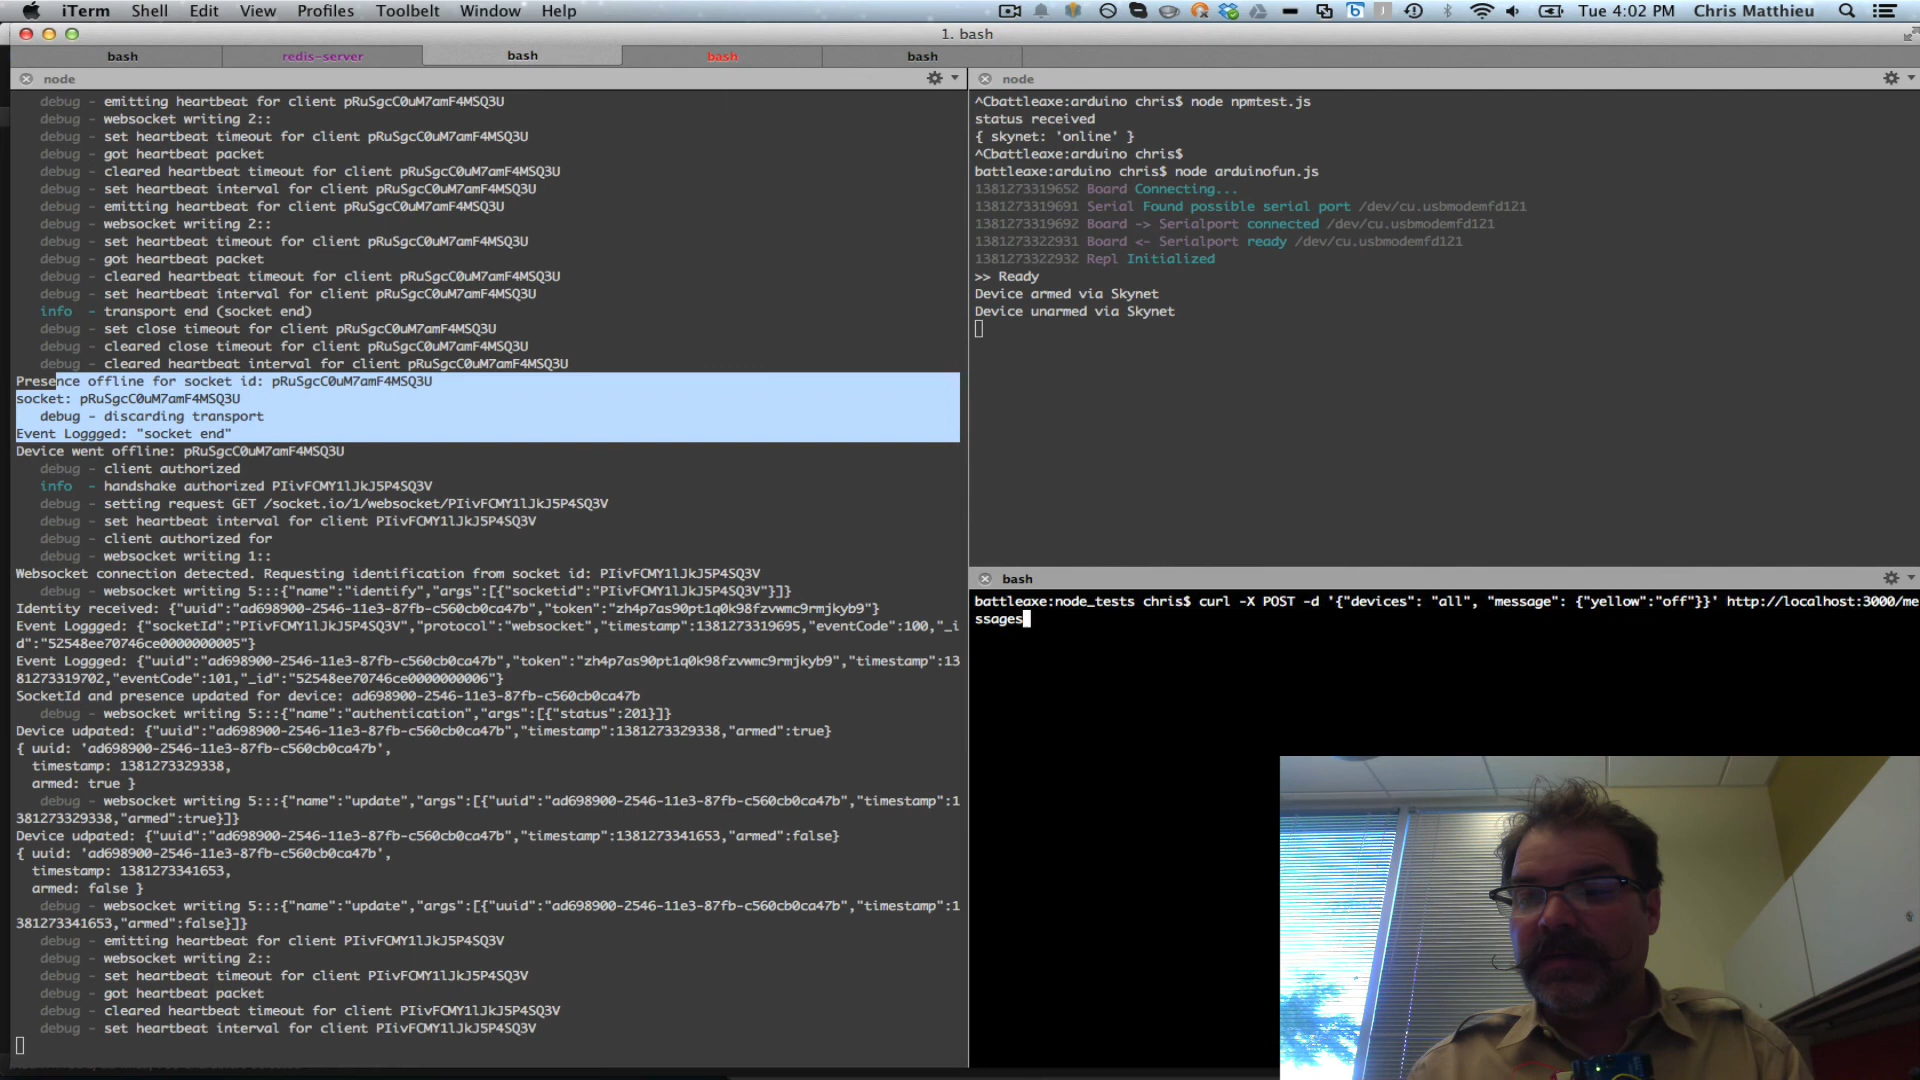 iTerm Shell Edit View Profiles Toolbelt Window Help Tue 4:02 PM Chris Matthieu
1. bash
bash redis-server bash bash bash
node
debug - emitting heartbeat for client pRuSgcC0uM7amF4MSQ3U
debug - websocket writing 2::
debug - set heartbeat timeout for client pRuSgcC0uM7amF4MSQ3U
debug - got heartbeat packet
debug - cleared heartbeat timeout for client pRuSgcC0uM7amF4MSQ3U
debug - set heartbeat interval for client pRuSgcC0uM7amF4MSQ3U
debug - emitting heartbeat for client pRuSgcC0uM7amF4MSQ3U
debug - websocket writing 2::
debug - set heartbeat timeout for client pRuSgcC0uM7amF4MSQ3U
debug - got heartbeat packet
debug - cleared heartbeat timeout for client pRuSgcC0uM7amF4MSQ3U
debug - set heartbeat interval for client pRuSgcC0uM7amF4MSQ3U
info - transport end (socket end)
debug - set close timeout for client pRuSgcC0uM7amF4MSQ3U
debug - cleared close timeout for client pRuSgcC0uM7amF4MSQ3U
debug - cleared heartbeat interval for client pRuSgcC0uM7amF4MSQ3U
Presence offline for socket id: pRuSgcC0uM7amF4MSQ3U
socket: pRuSgcC0uM7amF4MSQ3U
debug - discarding transport
Event Loggged: "socket end"
Device went offline: pRuSgcC0uM7amF4MSQ3U
debug - client authorized
info - handshake authorized PIivFCMY1lJkJ5P4SQ3V
debug - setting request GET /socket.io/1/websocket/PIivFCMY1lJkJ5P4SQ3V
debug - set heartbeat interval for client PIivFCMY1lJkJ5P4SQ3V
debug - client authorized for
debug - websocket writing 1::
Websocket connection detected. Requesting identification from socket id: PIivFCMY1lJkJ5P4SQ3V
debug - websocket writing 5:::{"name":"identify","args":[{"socketid":"PIivFCMY1lJkJ5P4SQ3V"}]}
Identity received: {"uuid":"ad698900-2546-11e3-87fb-c560cb0ca47b","token":"zh4p7as90pt1q0k98fzvwmc9rmjkyb9"}
Event Loggged: {"socketId":"PIivFCMY1lJkJ5P4SQ3V","protocol":"websocket","timestamp":1381273319695,"eventCode":100,"_i
d":"52548ee70746ce0000000005"}
Event Loggged: {"uuid":"ad698900-2546-11e3-87fb-c560cb0ca47b","token":"zh4p7as90pt1q0k98fzvwmc9rmjkyb9","timestamp":13
81273319702,"eventCode":101,"_id":"52548ee70746ce0000000006"}
SocketId and presence updated for device: ad698900-2546-11e3-87fb-c560cb0ca47b
debug - websocket writing 5:::{"name":"authentication","args":[{"status":201}]}
Device udpated: {"uuid":"ad698900-2546-11e3-87fb-c560cb0ca47b","timestamp":1381273329338,"armed":true}
{ uuid: 'ad698900-2546-11e3-87fb-c560cb0ca47b',
timestamp: 1381273329338,
armed: true }
debug - websocket writing 5:::{"name":"update","args":[{"uuid":"ad698900-2546-11e3-87fb-c560cb0ca47b","timestamp":1
381273329338,"armed":true}]}
Device udpated: {"uuid":"ad698900-2546-11e3-87fb-c560cb0ca47b","timestamp":1381273341653,"armed":false}
{ uuid: 'ad698900-2546-11e3-87fb-c560cb0ca47b',
timestamp: 1381273341653,
armed: false }
debug - websocket writing 5:::{"name":"update","args":[{"uuid":"ad698900-2546-11e3-87fb-c560cb0ca47b","timestamp":1
381273341653,"armed":false}]}
debug - emitting heartbeat for client PIivFCMY1lJkJ5P4SQ3V
debug - websocket writing 2::
debug - set heartbeat timeout for client PIivFCMY1lJkJ5P4SQ3V
debug - got heartbeat packet
debug - cleared heartbeat timeout for client PIivFCMY1lJkJ5P4SQ3V
debug - set heartbeat interval for client PIivFCMY1lJkJ5P4SQ3V
node
^Cbattleaxe:arduino chris$ node npmtest.js
status received
{ skynet: 'online' }
^Cbattleaxe:arduino chris$
battleaxe:arduino chris$ node arduinofun.js
1381273319652 Board Connecting...
1381273319691 Serial Found possible serial port /dev/cu.usbmodemfd121
1381273319692 Board -> Serialport connected /dev/cu.usbmodemfd121
1381273322931 Board <- Serialport ready /dev/cu.usbmodemfd121
1381273322932 Repl Initialized
>> Ready
Device armed via Skynet
Device unarmed via Skynet
bash
battleaxe:node_tests chris$ curl -X POST -d '{"devices": "all", "message": {"yellow":"off"}}' http://localhost:3000/me
ssages